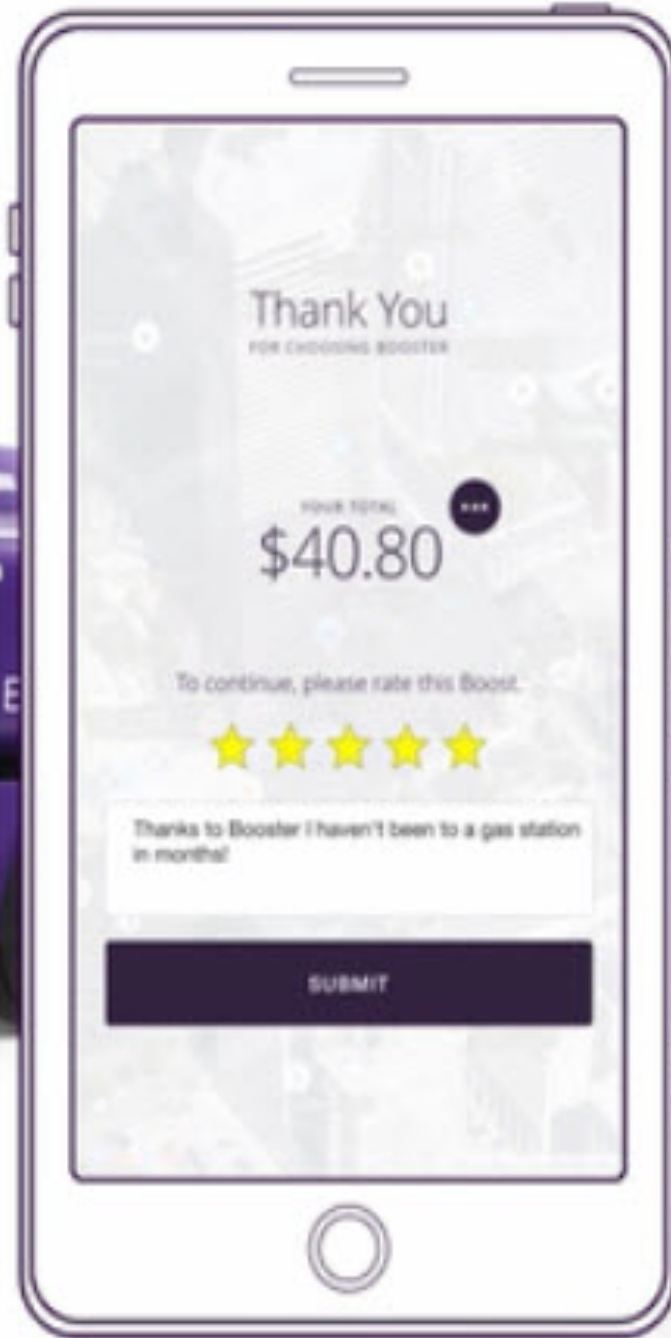 Thank You
FOR CHOOSING BOOSTER
YOUR TOTAL
$40.80
To continue, please rate this Boost.
Thanks to Booster I haven't been to a gas station
in months!
SUBMIT
E